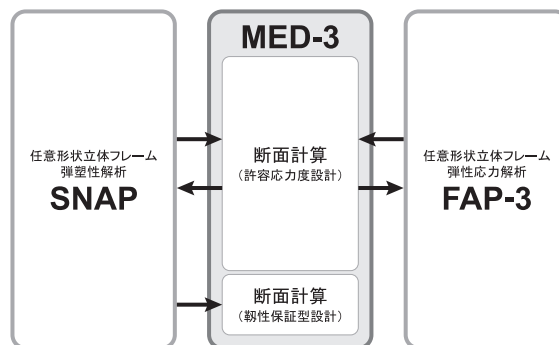 任意形状立体フレーム
弾塑性解析
SNAP
MED-3
断面計算
(許容応力度設計)
断面計算
(靭性保証型設計)
任意形状立体フレーム
弾性応力解析
FAP-3